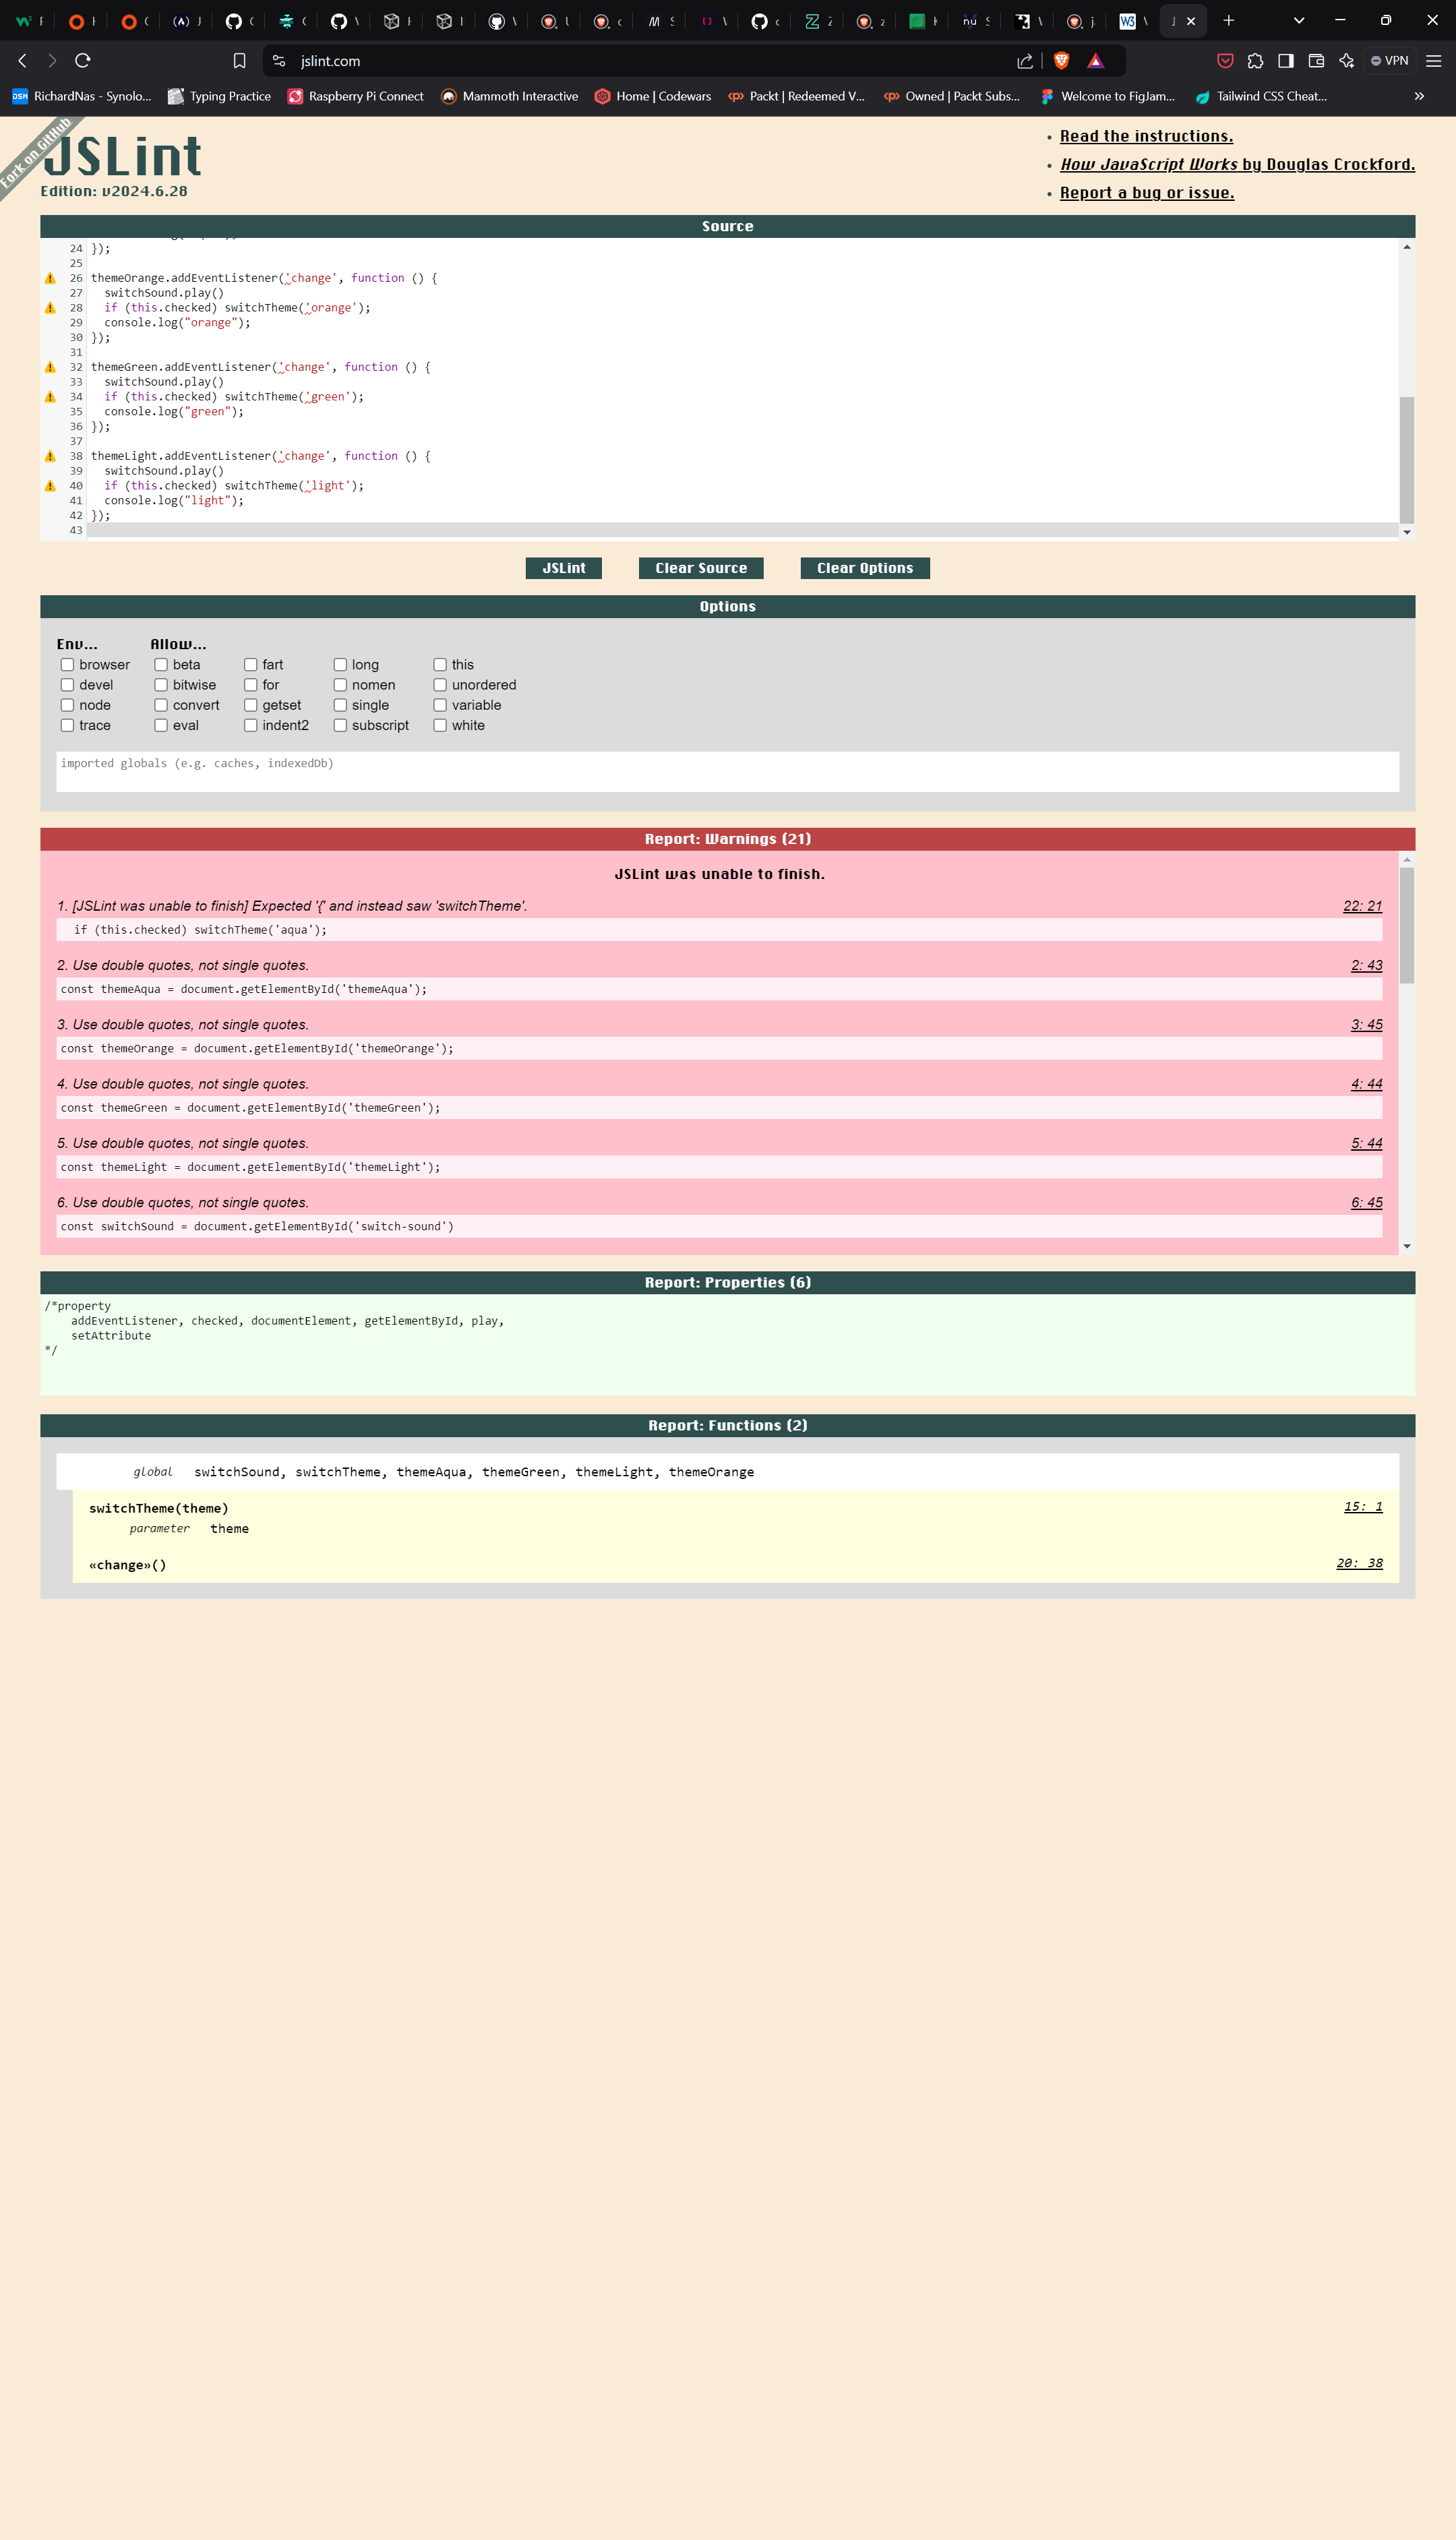 jslint.com
VPN
RichardNas - Synolo...
Typing Practice
Raspberry Pi Connect
Mammoth Interactive
Home | Codewars
Packt | Redeemed V...
Owned | Packt Subs...
Welcome to FigJam...
Tailwind CSS Cheat...
Fork on GitHub
JSLint
Edition: v2024.6.28
• Read the instructions.
• How JavaScript Works by Douglas Crockford.
• Report a bug or issue.
Source
24 });
25
26 themeOrange.addEventListener('change', function () {
27   switchSound.play()
28   if (this.checked) switchTheme('orange');
29   console.log("orange");
30 });
31
32 themeGreen.addEventListener('change', function () {
33   switchSound.play()
34   if (this.checked) switchTheme('green');
35   console.log("green");
36 });
37
38 themeLight.addEventListener('change', function () {
39   switchSound.play()
40   if (this.checked) switchTheme('light');
41   console.log("light");
42 });
43
JSLint Clear Source Clear Options
Options
Env... Allow...
browser beta fart long this
devel bitwise for nomen unordered
node convert getset single variable
trace eval indent2 subscript white
imported globals (e.g. caches, indexedDb)
Report: Warnings (21)
JSLint was unable to finish.
1. [JSLint was unable to finish] Expected '{' and instead saw 'switchTheme'. 22: 21
if (this.checked) switchTheme('aqua');
2. Use double quotes, not single quotes. 2: 43
const themeAqua = document.getElementById('themeAqua');
3. Use double quotes, not single quotes. 3: 45
const themeOrange = document.getElementById('themeOrange');
4. Use double quotes, not single quotes. 4: 44
const themeGreen = document.getElementById('themeGreen');
5. Use double quotes, not single quotes. 5: 44
const themeLight = document.getElementById('themeLight');
6. Use double quotes, not single quotes. 6: 45
const switchSound = document.getElementById('switch-sound')
Report: Properties (6)
/*property
addEventListener, checked, documentElement, getElementById, play,
setAttribute
*/
Report: Functions (2)
global switchSound, switchTheme, themeAqua, themeGreen, themeLight, themeOrange
switchTheme(theme) 15: 1
parameter theme
«change»() 20: 38